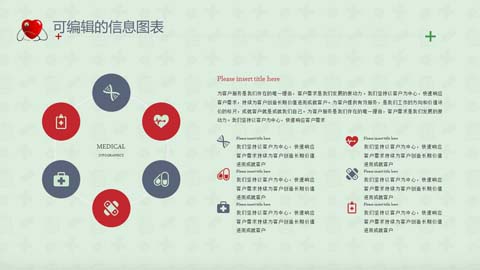 可编辑的信息图表
Please insert title here
为客户服务是我们存在的唯一理由，客户需求是我们发展的原动力。我们坚持以客户为中心，快速响应
客户需求，持续为客户创造长期价值进而成就客户。为客户提供有效服务，是我们工作的方向和价值评
价的标尺，成就客户就是成就我们自己。为客户服务是我们存在的唯一理由，客户需求是我们发展的原动
力。我们坚持以客户为中心，快速响应客户需求
MEDICAL
INFOGRAPHICS
Please insert title here
我们坚持以客户为中心，快速响应
客户需求持续为客户创造长期价值
进而成就客户
Please insert title here
我们坚持以客户为中心，快速响应
客户需求持续为客户创造长期价值
进而成就客户
Please insert title here
我们坚持以客户为中心，快速响应
客户需求持续为客户创造长期价值
进而成就客户
Please insert title here
我们坚持以客户为中心，快速响应
客户需求持续为客户创造长期价值
进而成就客户
Please insert title here
我们坚持以客户为中心，快速响应
客户需求持续为客户创造长期价值
进而成就客户
Please insert title here
我们坚持以客户为中心，快速响应
客户需求持续为客户创造长期价值
进而成就客户